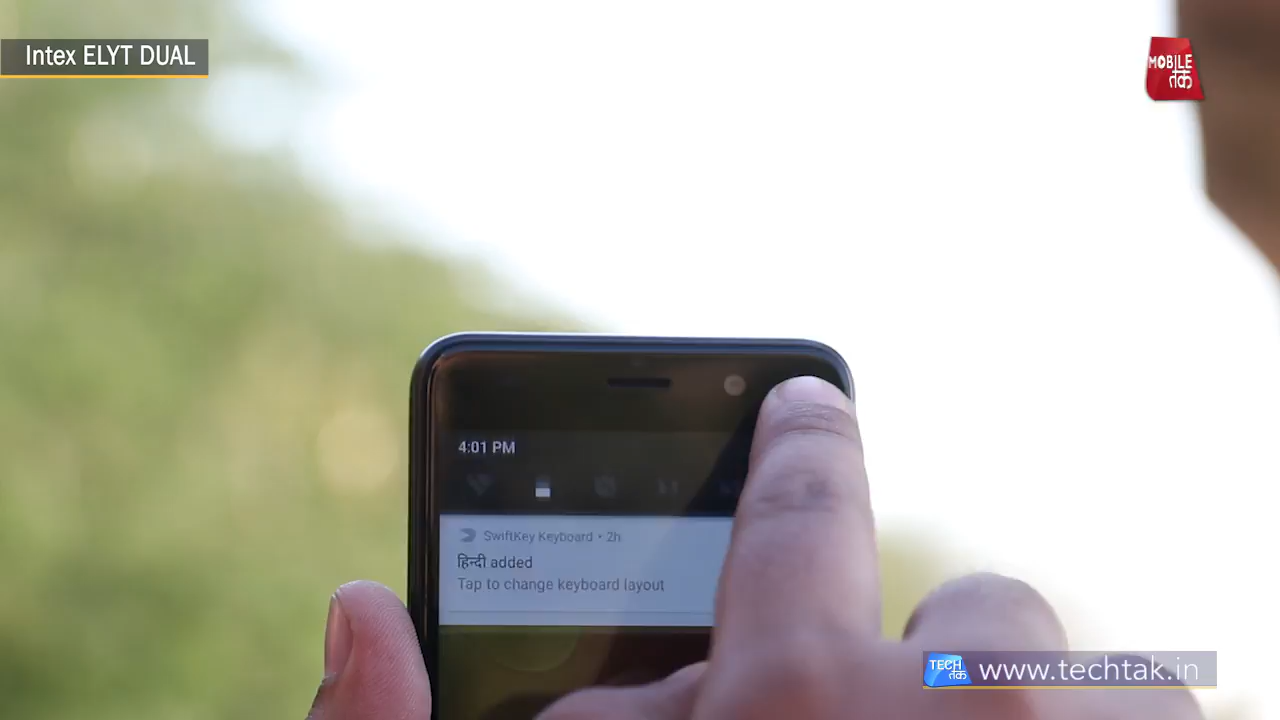 Intex ELYT DUAL
MOBILE
तक
4:01 PM
SwiftKey Keyboard • 2h
हिन्दी added
Tap to change keyboard layout
TECH
तक
www.techtak.in